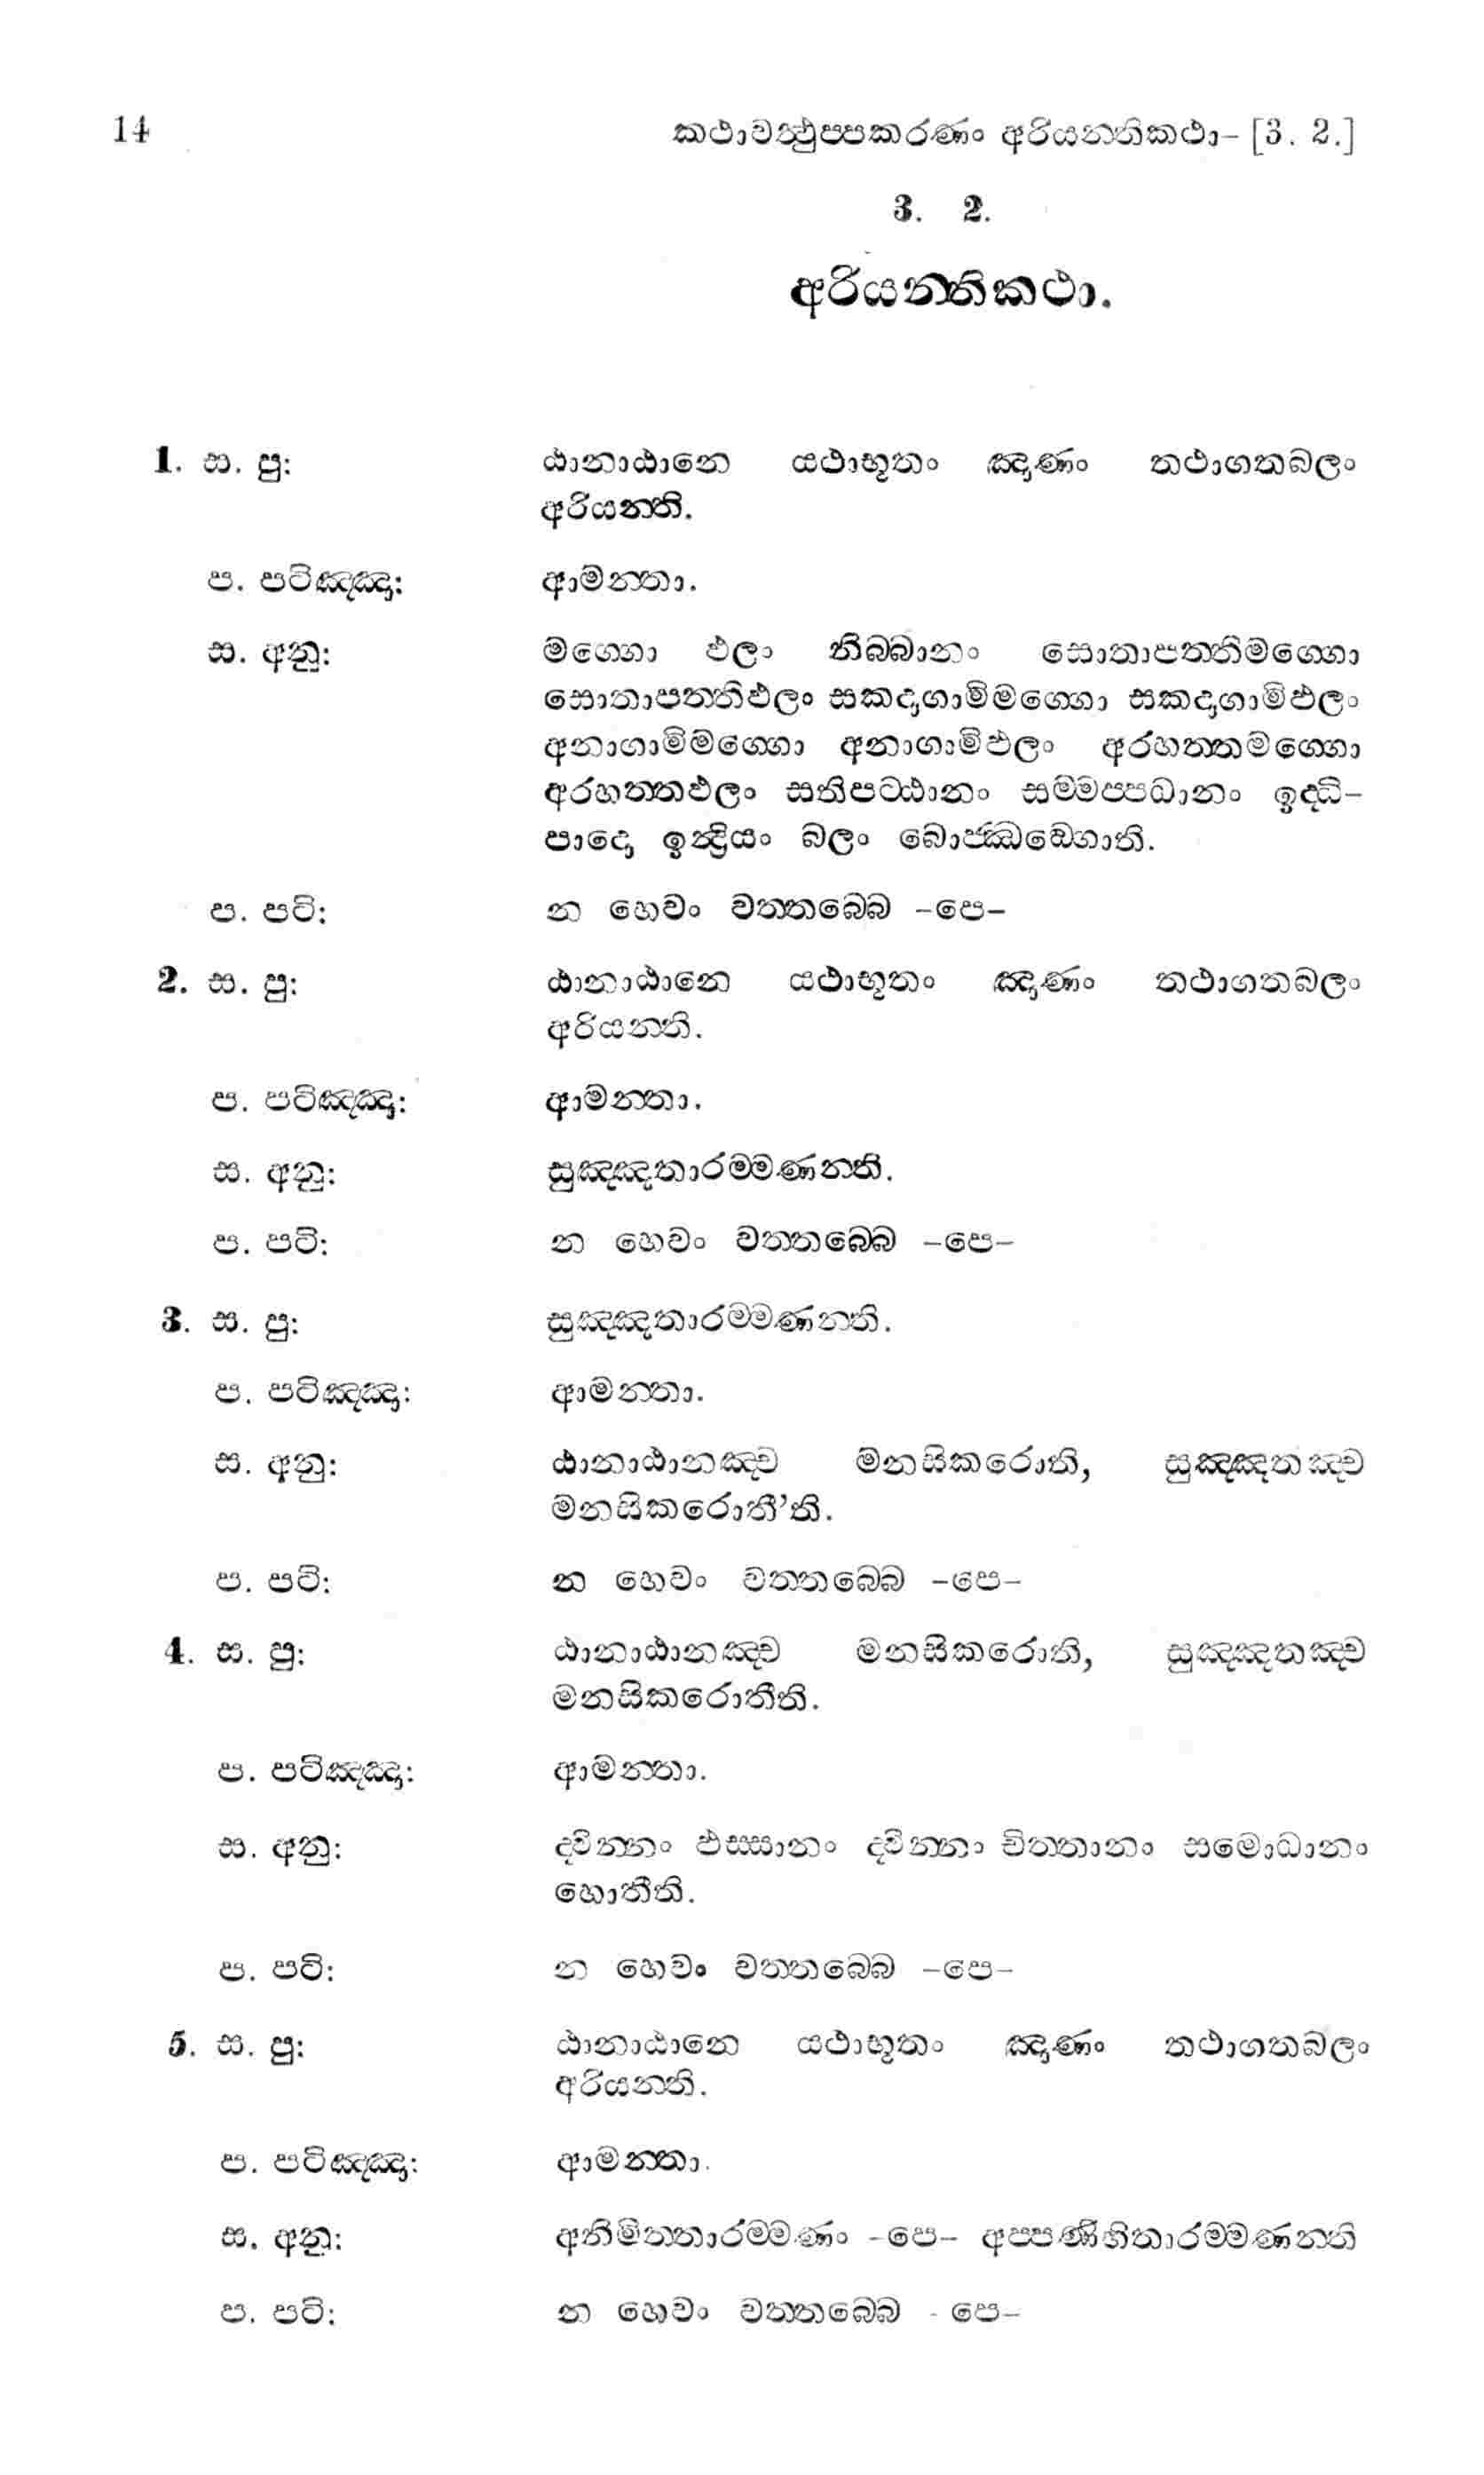 14 කථාවත්ථුප්පකරණං අරියන්තිකථා- [3. 2.]
3. 2.
අරියන්තිකථා.
1. ස. පු: ඨානාඨානෙ යථාභූතං ඤාණං තථාගතබලං
අරියන්ති.
ප. පටිඤ්ඤා: ආමන්තා.
ස. අනු: මග්ගො ඵලං නිබ්බානං සොතාපත්තිමග්ගො
සොතාපත්තිඵලං සකදාගාමිමග්ගො සකදාගාමිඵලං
අනාගාමිමග්ගො අනාගාමිඵලං අරහත්තමග්ගො
අරහත්තඵලං සතිපට්ඨානං සම්මප්පධානං ඉද්ධි-
පාදො ඉන්ද්‍රියං බලං බොජ්ඣඞ්ගොති.
ප. පටි: න හෙවං වත්තබ්බෙ -පෙ-
2. ස. පු: ඨානාඨානෙ යථාභූතං ඤාණං තථාගතබලං
අරියන්ති.
ප. පටිඤ්ඤා: ආමන්තා.
ස. අනු: සුඤ්ඤතාරම්මණන්ති.
ප. පටි: න හෙවං වත්තබ්බෙ -පෙ-
3. ස. පු: සුඤ්ඤතාරම්මණන්ති.
ප. පටිඤ්ඤා: ආමන්තා.
ස. අනු: ඨානාඨානඤ්ච මනසිකරොති, සුඤ්ඤතඤ්ච
මනසිකරොතී’ති.
ප. පටි: න හෙවං වත්තබ්බෙ -පෙ-
4. ස. පු: ඨානාඨානඤ්ච මනසිකරොති, සුඤ්ඤතඤ්ච
මනසිකරොතීති.
ප. පටිඤ්ඤා: ආමන්තා.
ස. අනු: ද්වින්නං ඵස්සානං ද්වින්නං චිත්තානං සමොධානං
හොතීති.
ප. පටි: න හෙවං වත්තබ්බෙ -පෙ-
5. ස. පු: ඨානාඨානෙ යථාභූතං ඤාණං තථාගතබලං
අරියන්ති.
ප. පටිඤ්ඤා: ආමන්තා.
ස. අනු: අනිමිත්තාරම්මණං -පෙ- අප්පණිහිතාරම්මණන්ති
ප. පටි: න හෙවං වත්තබ්බෙ - පෙ-